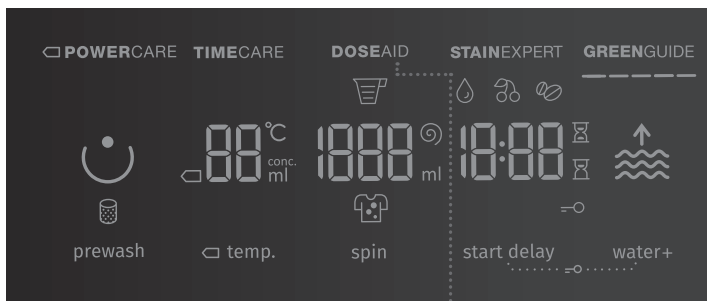 POWERCARE TIMECARE DOSEAID STAINEXPERT GREENGUIDE
88 °C 1888 18:88
conc.
ml ml
prewash temp. spin start delay water+